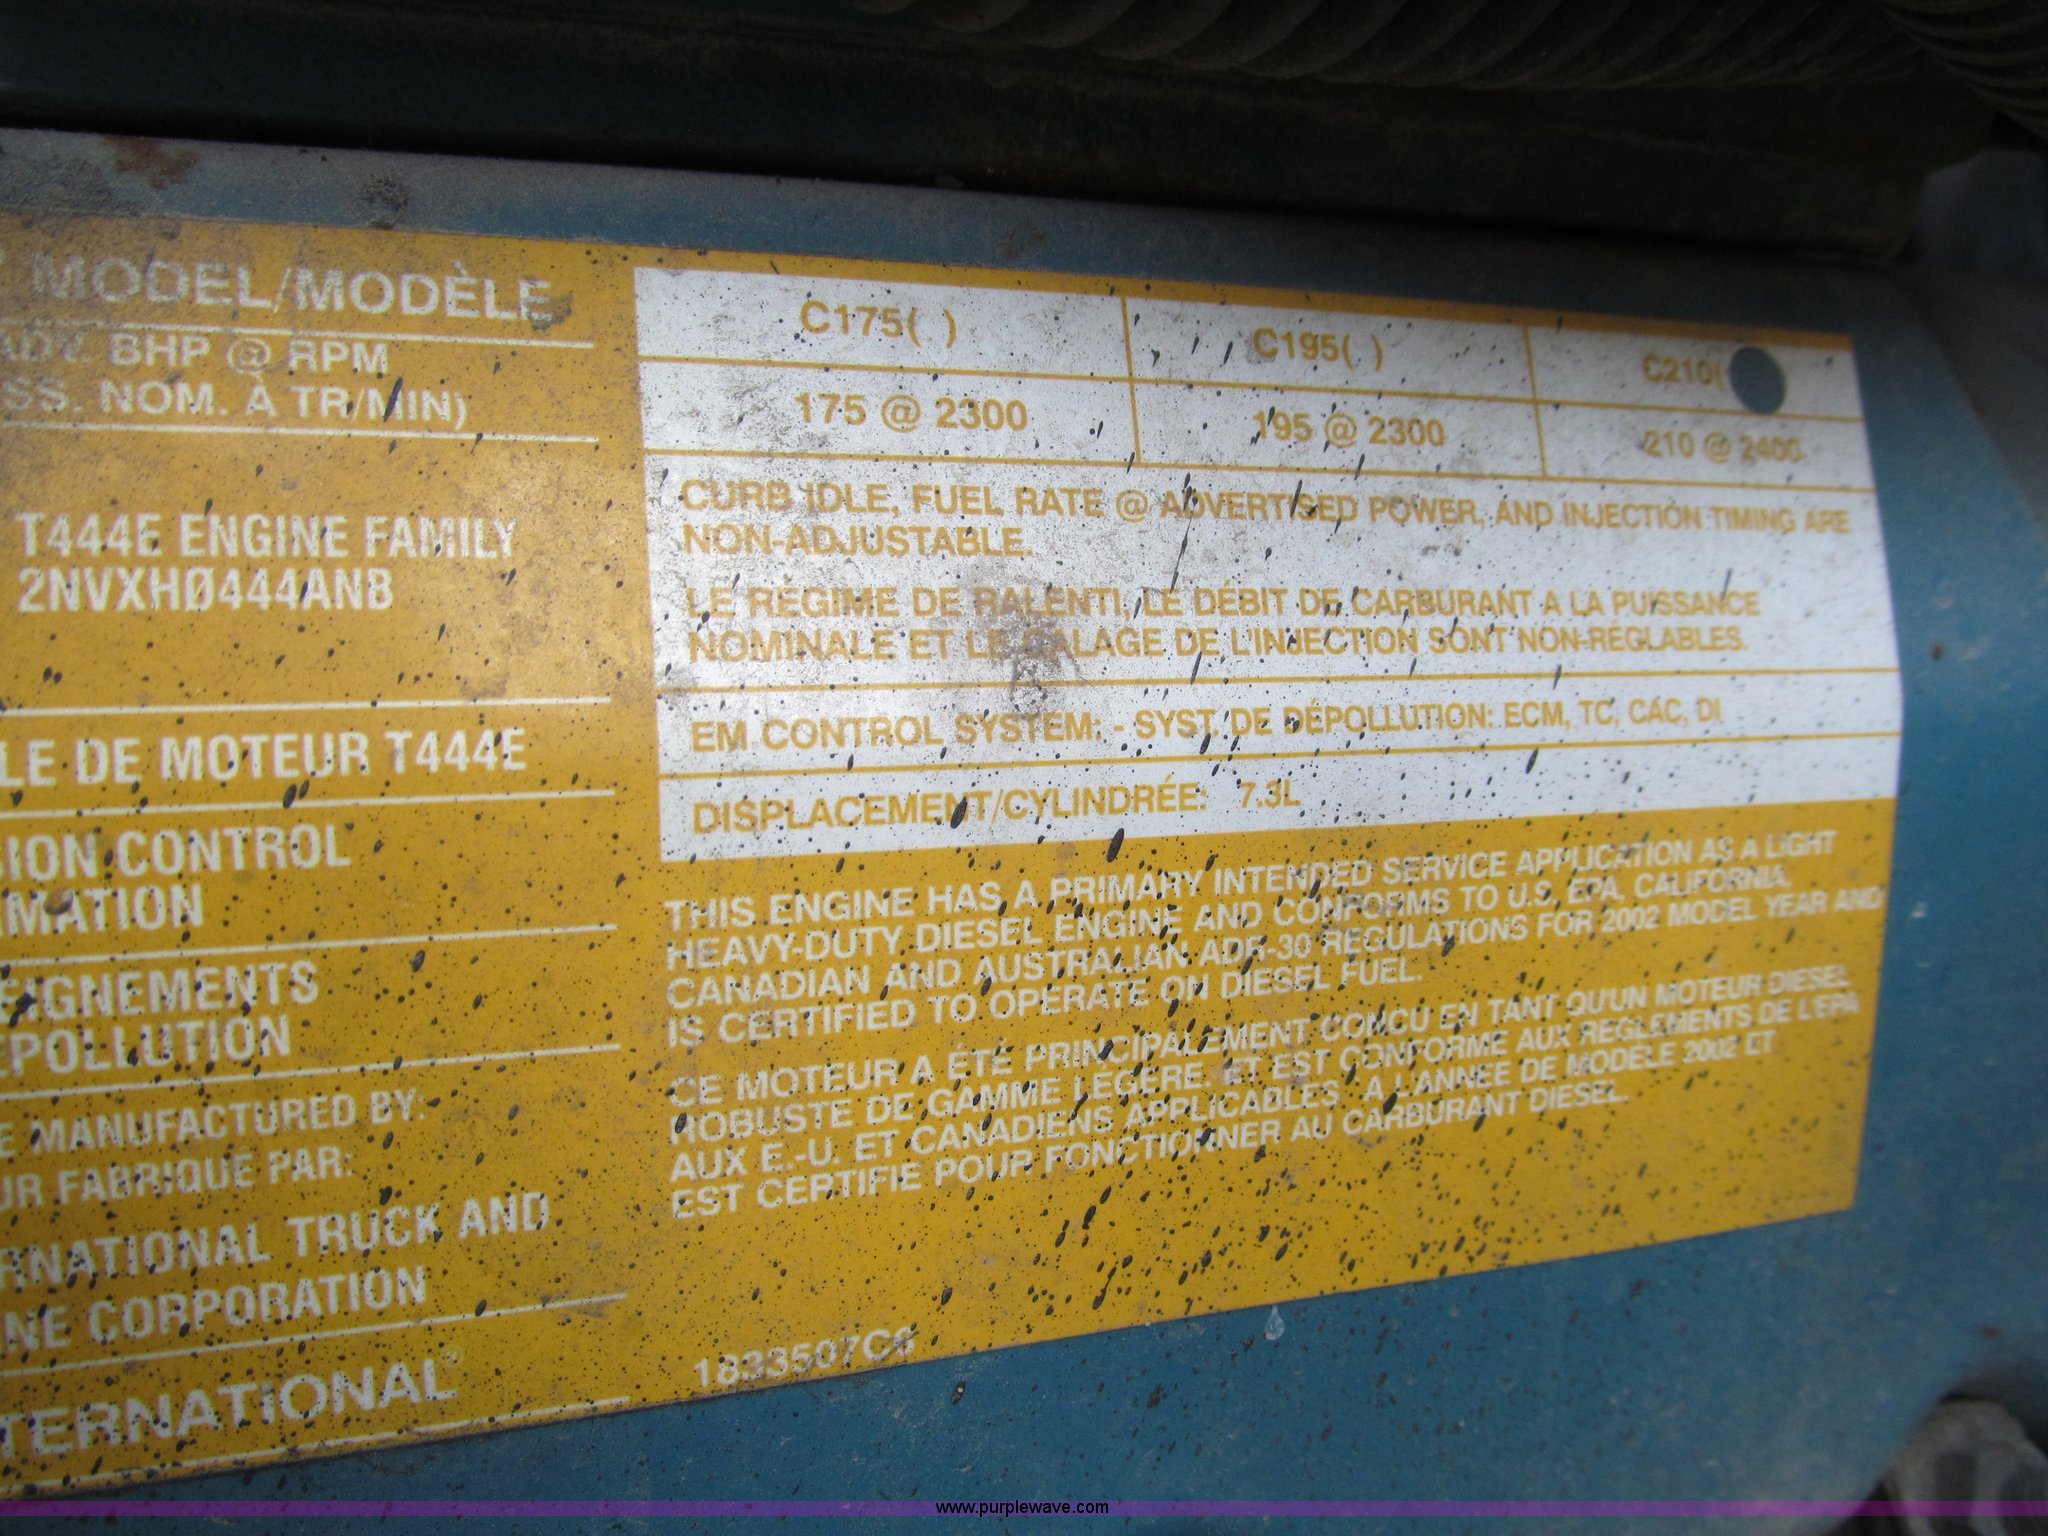 MODEL/MODÈLE C175( ) C195( ) C210(
BHP @ RPM
SS. NOM. À TR/MIN) 175 @ 2300 195 @ 2300 210 @ 2400
T444E ENGINE FAMILY
2NVXHØ444ANB
CURB IDLE, FUEL RATE @ ADVERTISED POWER, AND INJECTION TIMING ARE
NON-ADJUSTABLE.
LE RÉGIME DE RALENTI, LE DÉBIT DE CARBURANT A LA PUISSANCE
NOMINALE ET LE CALAGE DE L'INJECTION SONT NON-RÉGLABLES.
LE DE MOTEUR T444E
EM CONTROL SYSTEM: - SYST. DE DÉPOLLUTION: ECM, TC, CAC, DI
DISPLACEMENT/CYLINDRÉE: 7.3L
SION CONTROL
MATION
EIGNEMENTS
ÉPOLLUTION
E MANUFACTURED BY:
UR FABRIQUE PAR:
RNATIONAL TRUCK AND
NE CORPORATION
TERNATIONAL®
THIS ENGINE HAS A PRIMARY INTENDED SERVICE APPLICATION AS A LIGHT
HEAVY-DUTY DIESEL ENGINE AND CONFORMS TO U.S. EPA, CALIFORNIA,
CANADIAN AND AUSTRALIAN ADR-30 REGULATIONS FOR 2002 MODEL YEAR AND
IS CERTIFIED TO OPERATE ON DIESEL FUEL.
CE MOTEUR A ÉTÉ PRINCIPALEMENT CONCU EN TANT QU'UN MOTEUR DIESEL
ROBUSTE DE GAMME LÉGÈRE. ET EST CONFORME AUX REGLEMENTS DE L'EPA
AUX E.-U. ET CANADIENS APPLICABLES A L'ANNEE DE MODELE 2002 ET
EST CERTIFIE POUR FONCTIONNER AU CARBURANT DIESEL.
1833507C6
www.purplewave.com